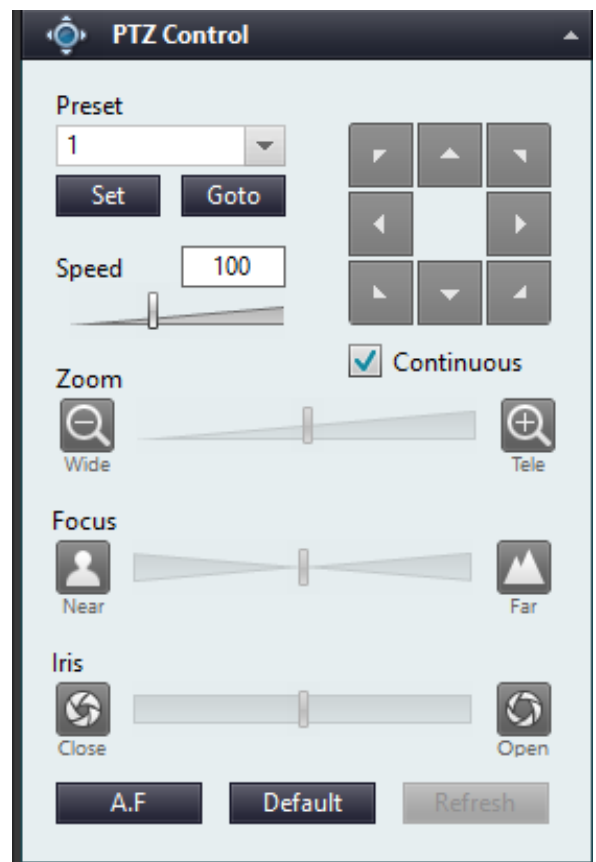 PTZ Control
Preset
1
Set Goto
Speed 100
Continuous
Zoom
Wide Tele
Focus
Near Far
Iris
Close Open
A.F Default Refresh